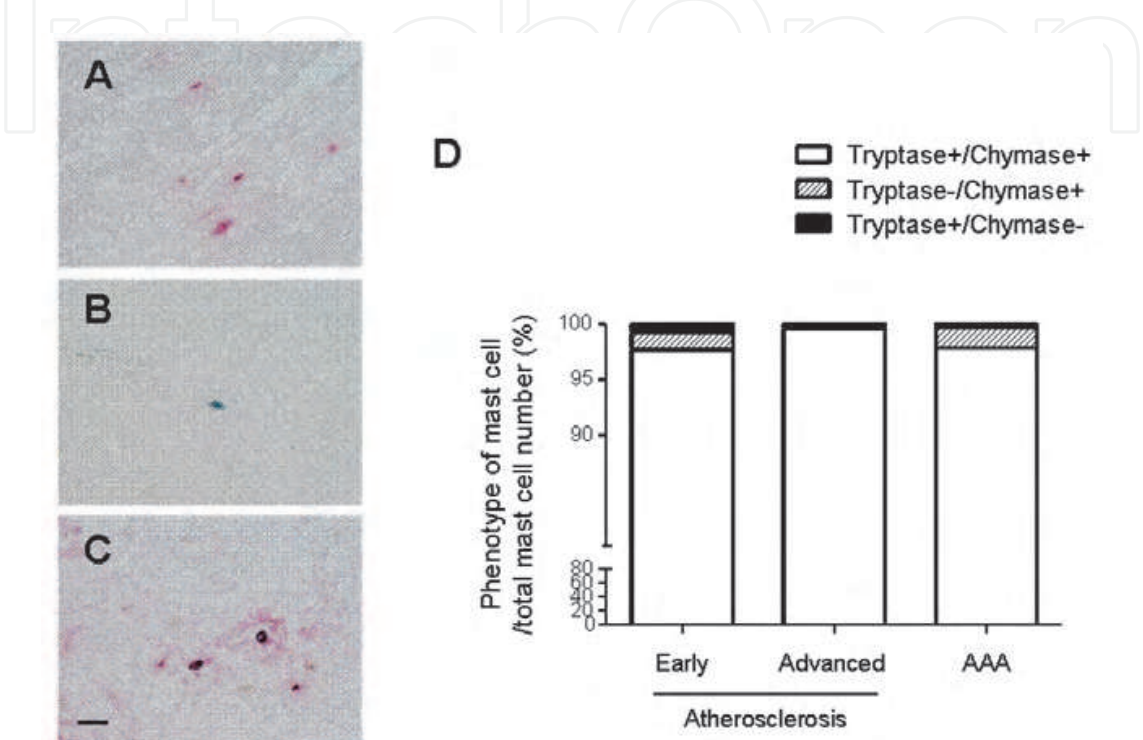 IntechOpen
A
B
C
D
Tryptase+/Chymase+
Tryptase-/Chymase+
Tryptase+/Chymase-
Phenotype of mast cell
/total mast cell number (%)
100
95
90
80
60
40
20
0
Early
Advanced
AAA
Atherosclerosis